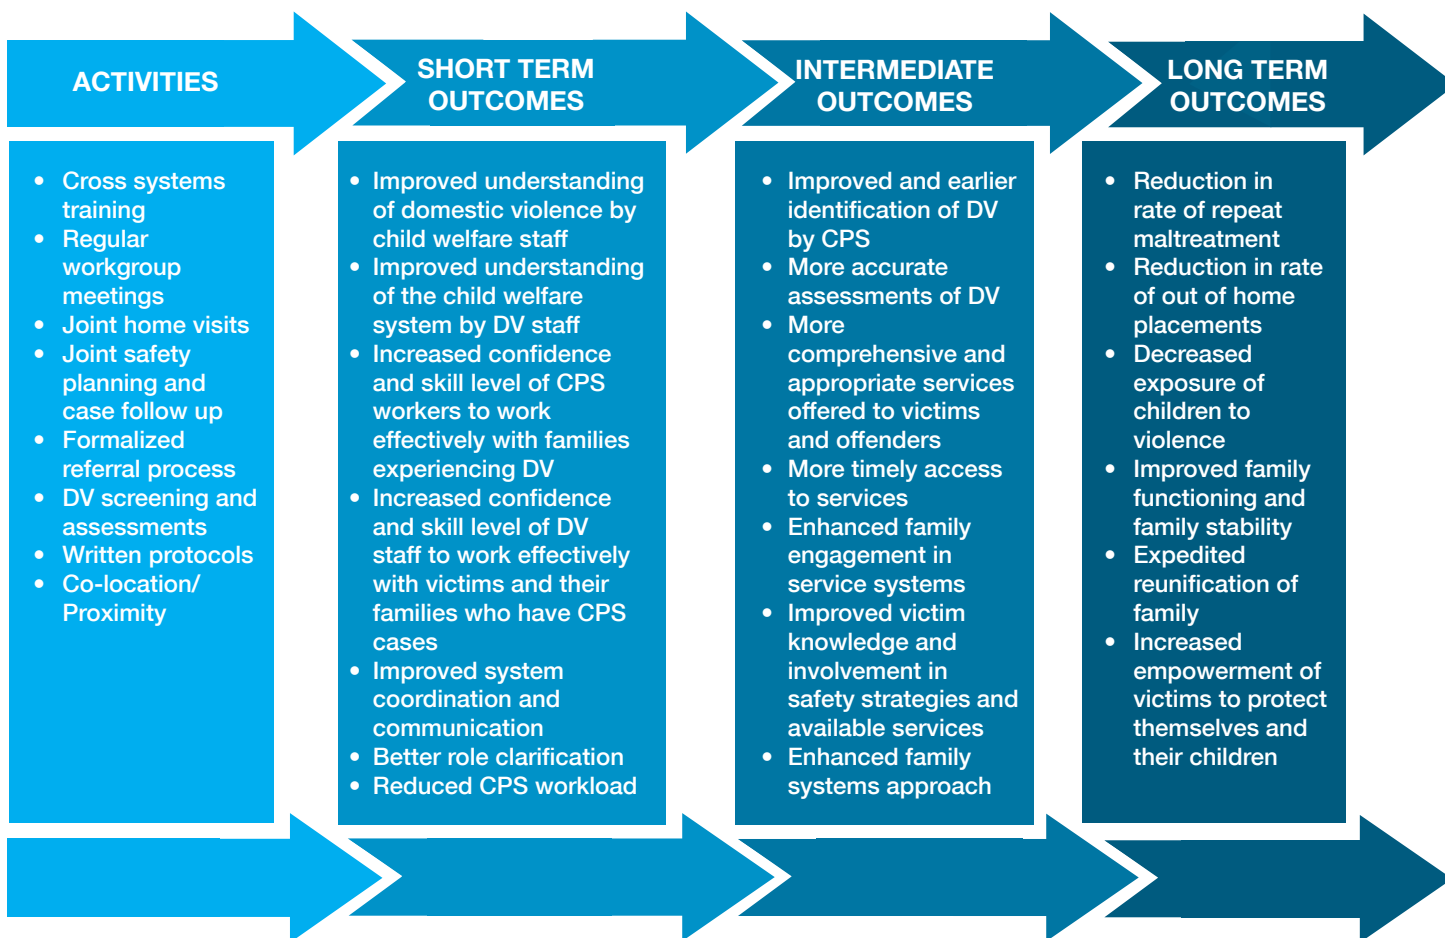 ACTIVITIES
• Cross systems
training
• Regular
workgroup
meetings
• Joint home visits
• Joint safety
planning and
case follow up
• Formalized
referral process
• DV screening and
assessments
• Written protocols
• Co-location/
Proximity
SHORT TERM
OUTCOMES
• Improved understanding
of domestic violence by
child welfare staff
• Improved understanding
of the child welfare
system by DV staff
• Increased confidence
and skill level of CPS
workers to work
effectively with families
experiencing DV
• Increased confidence
and skill level of DV
staff to work effectively
with victims and their
families who have CPS
cases
• Improved system
coordination and
communication
• Better role clarification
• Reduced CPS workload
INTERMEDIATE
OUTCOMES
• Improved and earlier
identification of DV
by CPS
• More accurate
assessments of DV
• More
comprehensive and
appropriate services
offered to victims
and offenders
• More timely access
to services
• Enhanced family
engagement in
service systems
• Improved victim
knowledge and
involvement in
safety strategies and
available services
• Enhanced family
systems approach
LONG TERM
OUTCOMES
• Reduction in
rate of repeat
maltreatment
• Reduction in rate
of out of home
placements
• Decreased
exposure of
children to
violence
• Improved family
functioning and
family stability
• Expedited
reunification of
family
• Increased
empowerment of
victims to protect
themselves and
their children